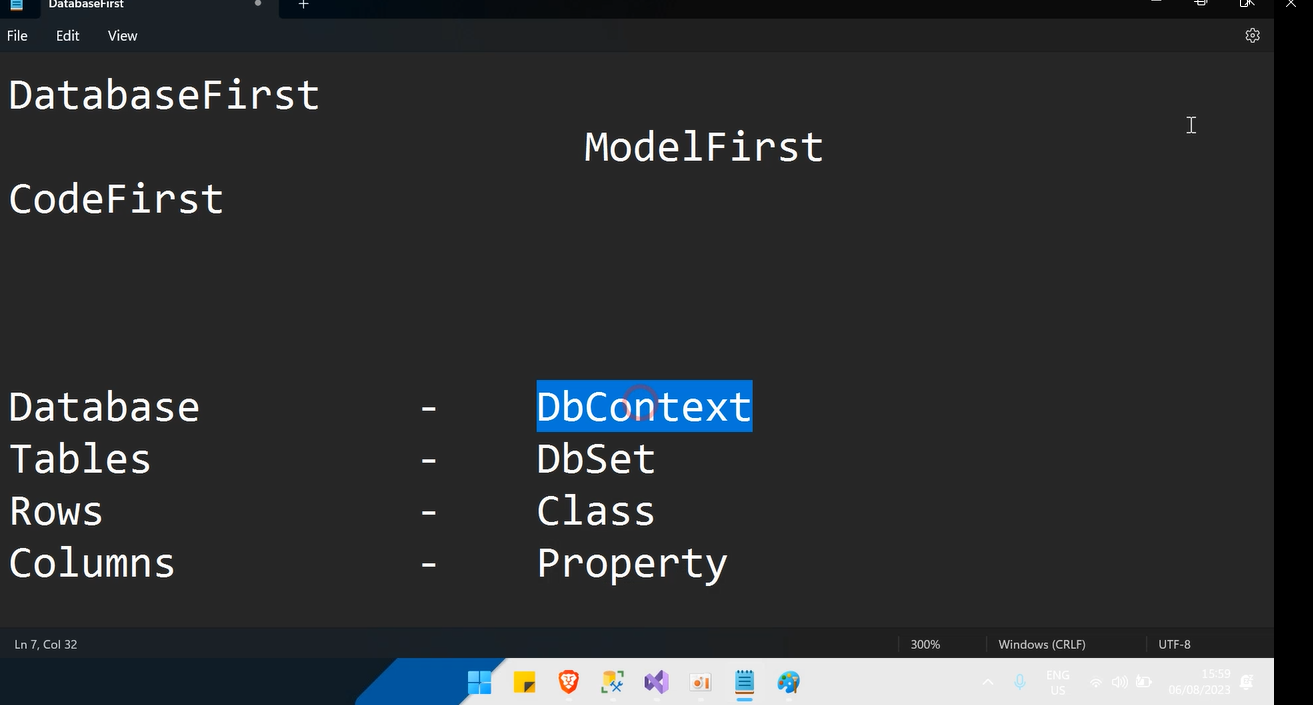 DatabaseFirst
+
File Edit View
DatabaseFirst
ModelFirst
CodeFirst
Database - DbContext
Tables - DbSet
Rows - Class
Columns - Property
Ln 7, Col 32 300% Windows (CRLF) UTF-8
ENG
US
15:59
06/08/2023